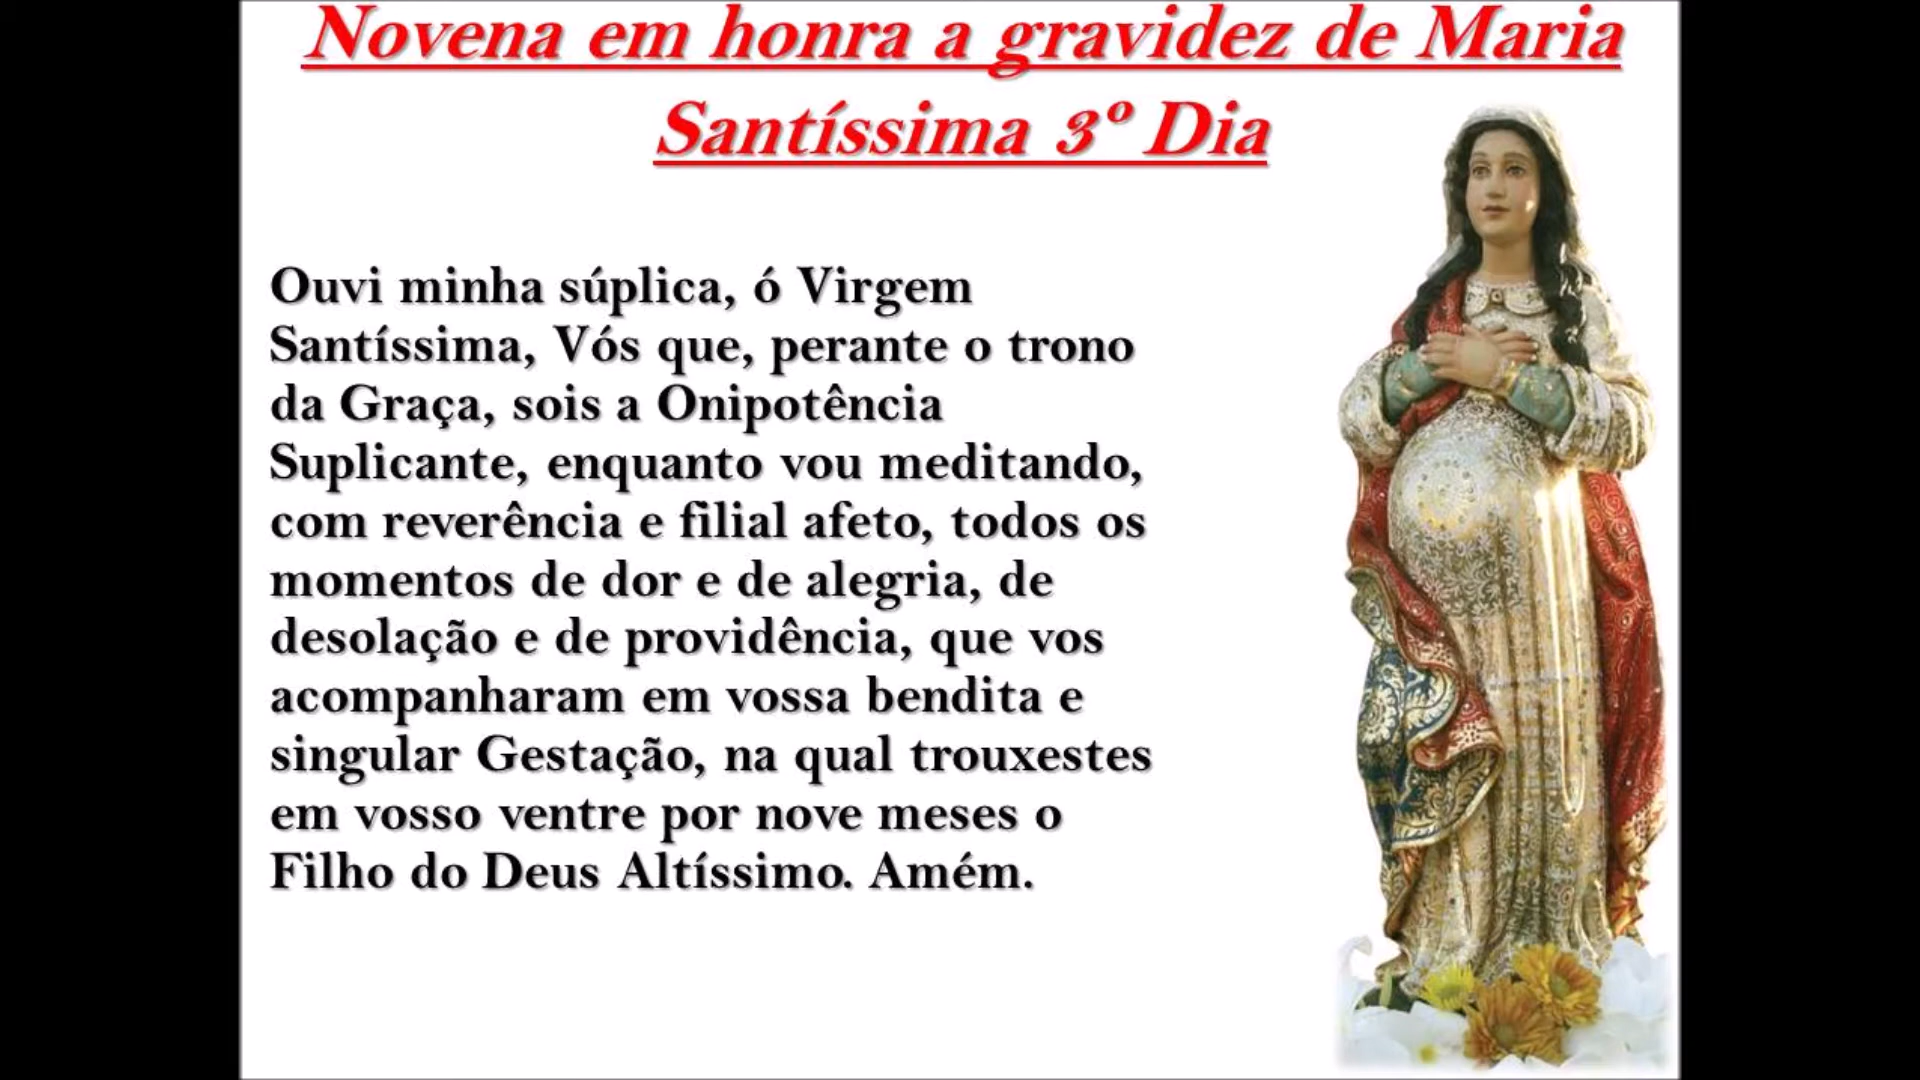 Novena em honra a gravidez de Maria
Santíssima 3º Dia
Ouvi minha súplica, ó Virgem
Santíssima, Vós que, perante o trono
da Graça, sois a Onipotência
Suplicante, enquanto vou meditando,
com reverência e filial afeto, todos os
momentos de dor e de alegria, de
desolação e de providência, que vos
acompanharam em vossa bendita e
singular Gestação, na qual trouxestes
em vosso ventre por nove meses o
Filho do Deus Altíssimo. Amém.